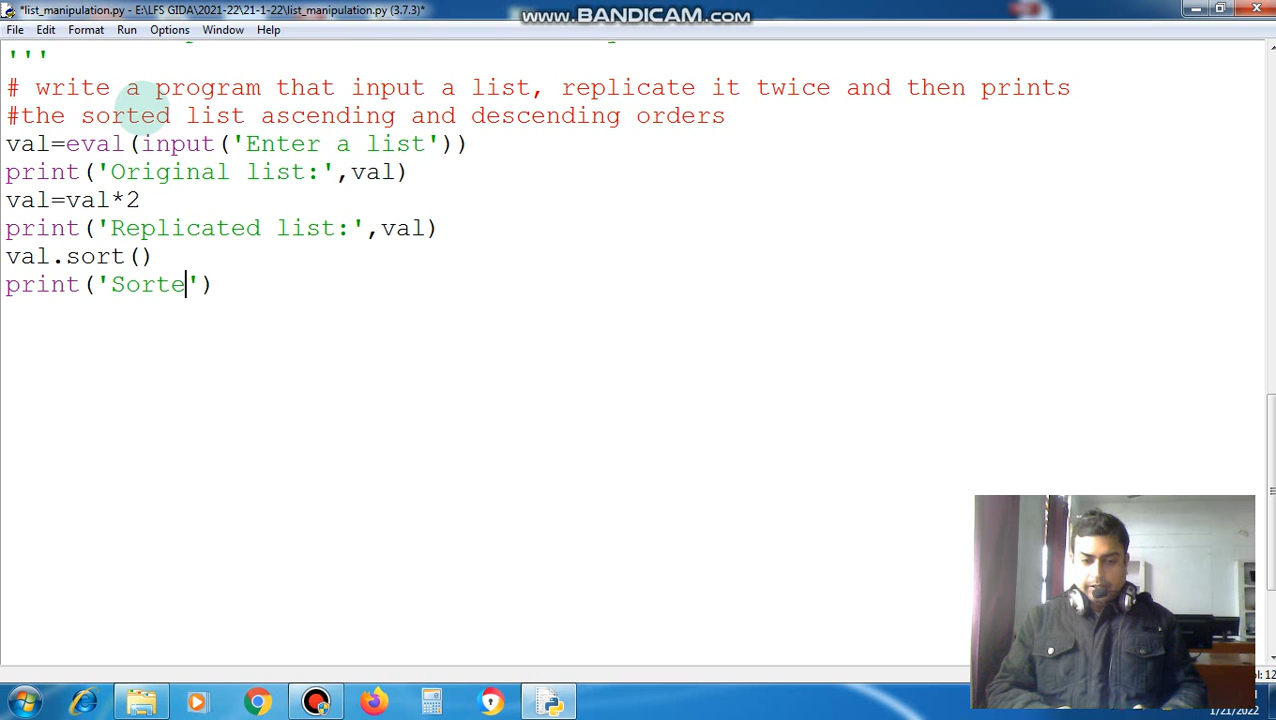 *list_manipulation.py - E:\LFS GIDA\2021-22\21-1-22\list_manipulation.py (3.7.3)*
www.BANDICAM.com
File Edit Format Run Options Window Help
'''
# write a program that input a list, replicate it twice and then prints
#the sorted list ascending and descending orders
val=eval(input('Enter a list'))
print('Original list:',val)
val=val*2
print('Replicated list:',val)
val.sort()
print('Sorte')
1/21/2022